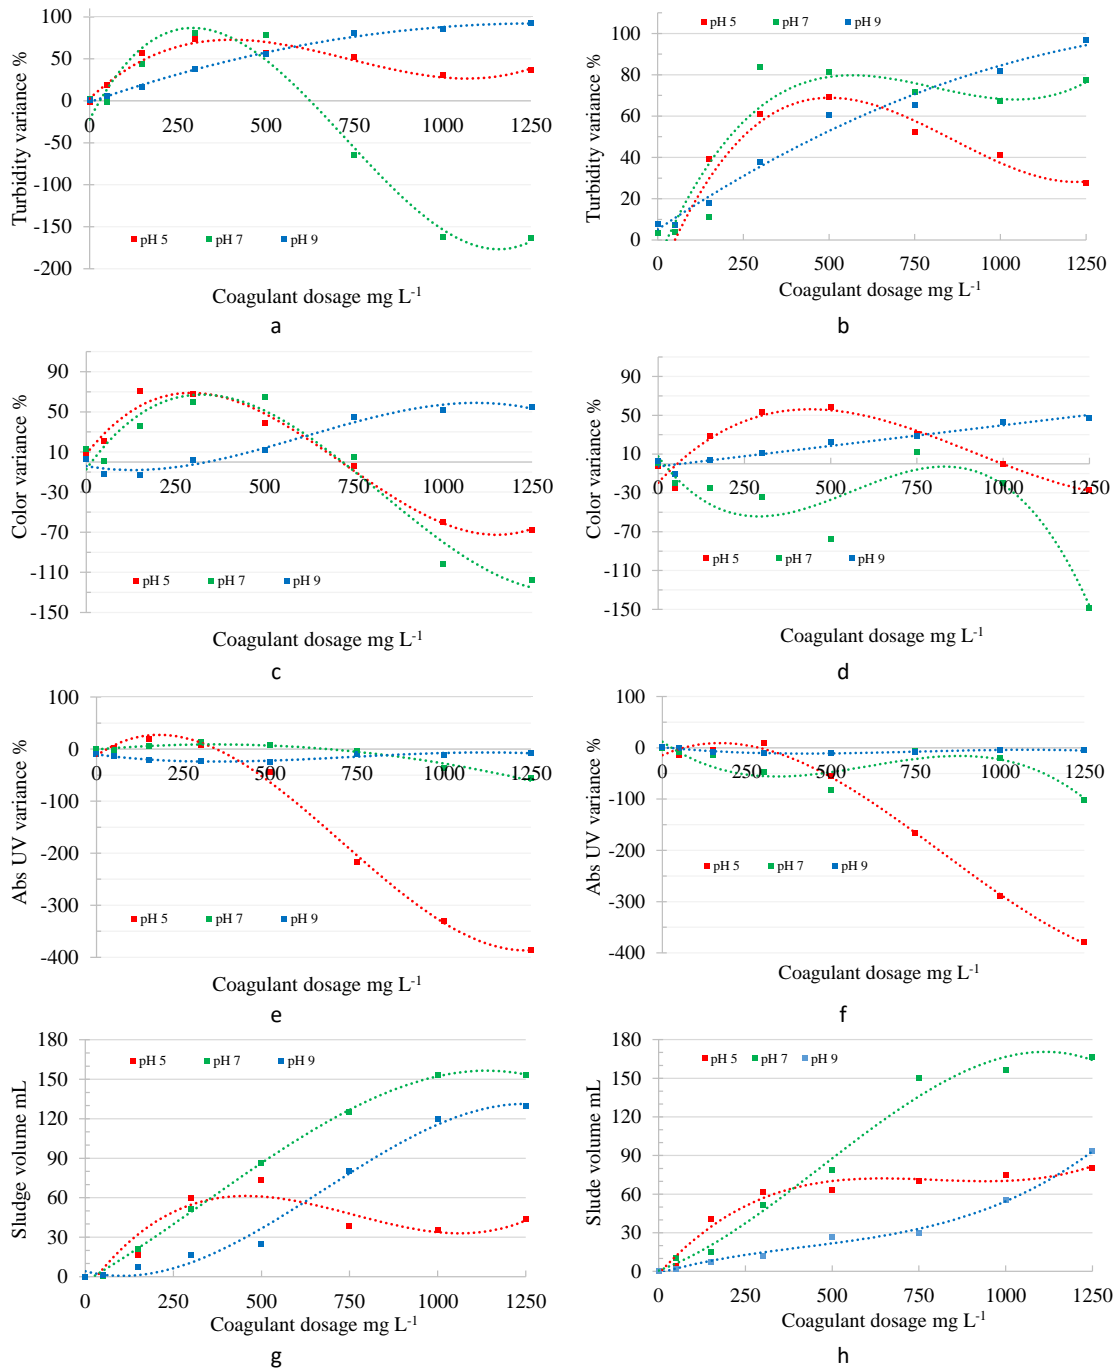 100
50
0
-50
-100
-150
-200
0
250
500
750
1000
1250
Turbidity variance %
pH 5
pH 7
pH 9
Coagulant dosage mg L-1
a
100
80
60
40
20
0
0
250
500
750
1000
1250
Turbidity variance %
pH 5
pH 7
pH 9
Coagulant dosage mg L-1
b
90
50
10
-30
-70
-110
-150
0
250
500
750
1000
1250
Color variance %
pH 5
pH 7
pH 9
Coagulant dosage mg L-1
c
90
50
10
-30
-70
-110
-150
0
250
500
750
1000
1250
Color variance %
pH 5
pH 7
pH 9
Coagulant dosage mg L-1
d
100
0
-100
-200
-300
-400
0
250
500
750
1000
1250
Abs UV variance %
pH 5
pH 7
pH 9
Coagulant dosage mg L-1
e
100
0
-100
-200
-300
-400
0
250
500
750
1000
1250
Abs UV variance %
pH 5
pH 7
pH 9
Coagulant dosage mg L-1
f
180
150
120
90
60
30
0
0
250
500
750
1000
1250
Sludge volume mL
pH 5
pH 7
pH 9
Coagulant dosage mg L-1
g
180
150
120
90
60
30
0
0
250
500
750
1000
1250
Slude volume mL
pH 5
pH 7
pH 9
Coagulant dosage mg L-1
h